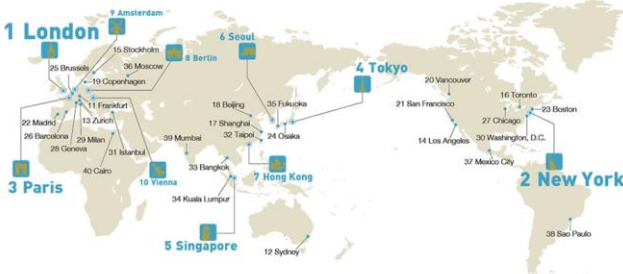 9 Amsterdam
1 London
6 Seoul
15 Stockholm
36 Moscow
8 Berlin
25 Brussels
19 Copenhagen
4 Tokyo
20 Vancouver
11 Frankfurt
18 Beijing
35 Fukuoka
21 San Francisco
16 Toronto
23 Boston
22 Madrid
13 Zurich
17 Shanghai
27 Chicago
26 Barcelona
29 Milan
39 Mumbai
32 Taipei
24 Osaka
14 Los Angeles
30 Washington, D.C.
28 Geneva
31 Istanbul
37 Mexico City
40 Cairo
33 Bangkok
7 Hong Kong
3 Paris
10 Vienna
34 Kuala Lumpur
2 New York
5 Singapore
12 Sydney
38 Sao Paulo